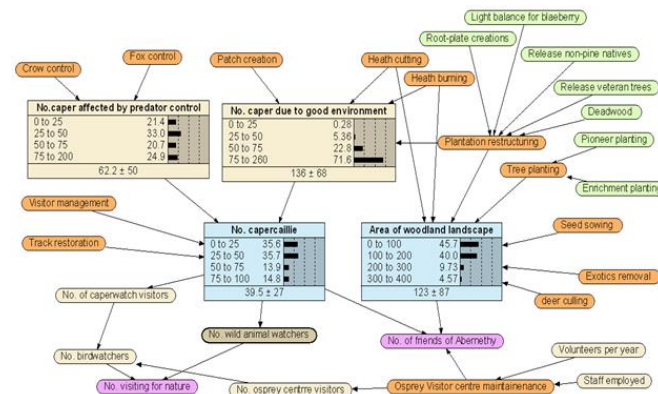 Light balance for blaeberry
Root-plate creations
Release non-pine natives
Fox control
Patch creation
Heath cutting
Crow control
Heath burning
Release veteran trees
Deadwood
No.caper affected by predator control
0 to 25 21.4
25 to 50 33.0
50 to 75 20.7
75 to 200 24.9
62.2 ± 50
No. caper due to good environment
0 to 25 0.28
25 to 50 5.36
50 to 75 22.8
75 to 260 71.6
136 ± 68
Plantation restructuring
Pioneer planting
Tree planting
Enrichment planting
Visitor management
Track restoration
No. capercaillie
0 to 25 35.6
25 to 50 35.7
50 to 75 13.9
75 to 100 14.8
39.5 ± 27
Area of woodland landscape
0 to 100 45.7
100 to 200 40.0
200 to 300 9.73
300 to 400 4.57
123 ± 87
Seed sowing
Exotics removal
deer culling
No. of caperwatch visitors
No. wild animal watchers
No. of friends of Abernethy
No. birdwatchers
Volunteers per year
No. visiting for nature
No. osprey centrre visitors
Osprey Visitor centre maintainenance
Staff employed